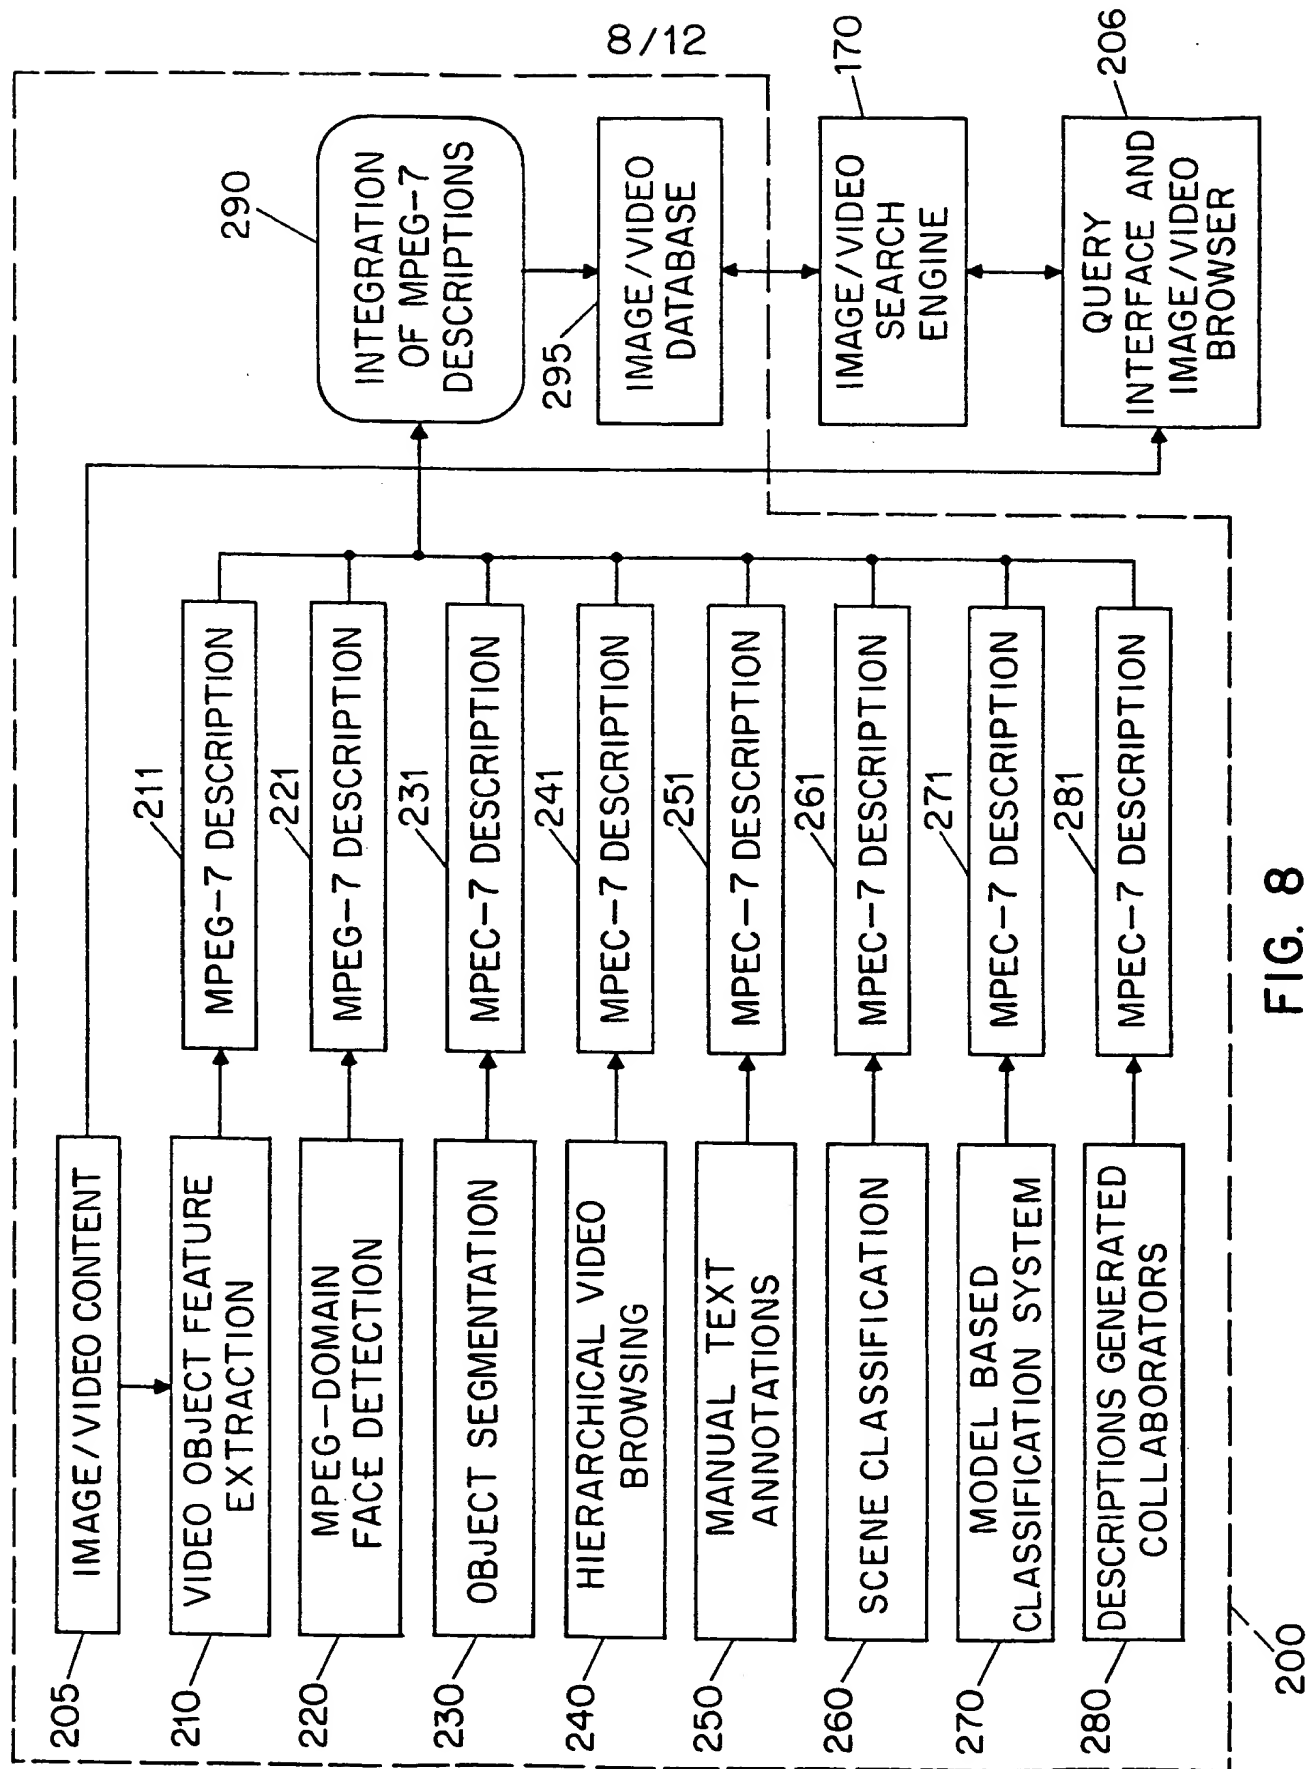 8/12
205
IMAGE/VIDEO CONTENT
210
VIDEO OBJECT FEATURE
EXTRACTION
211
MPEG-7 DESCRIPTION
220
MPEG-DOMAIN
FACE DETECTION
221
MPEG-7 DESCRIPTION
230
OBJECT SEGMENTATION
231
MPEC-7 DESCRIPTION
240
HIERARCHICAL VIDEO
BROWSING
241
MPEC-7 DESCRIPTION
250
MANUAL TEXT
ANNOTATIONS
251
MPEC-7 DESCRIPTION
260
SCENE CLASSIFICATION
261
MPEC-7 DESCRIPTION
270
MODEL BASED
CLASSIFICATION SYSTEM
271
MPEC-7 DESCRIPTION
280
DESCRIPTIONS GENERATED
COLLABORATORS
281
MPEC-7 DESCRIPTION
290
INTEGRATION
OF MPEG-7
DESCRIPTIONS
295
IMAGE/VIDEO
DATABASE
170
IMAGE/VIDEO
SEARCH
ENGINE
206
QUERY
INTERFACE AND
IMAGE/VIDEO
BROWSER
200
FIG. 8